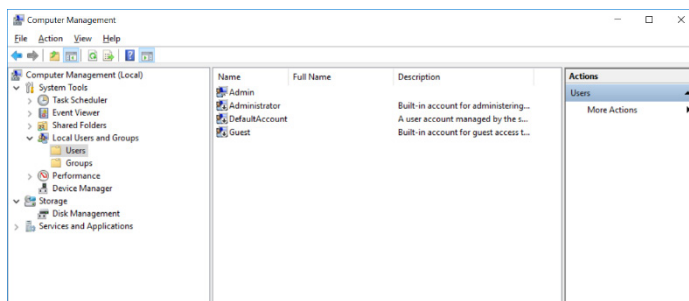 Computer Management
File Action View Help
Computer Management (Local)
System Tools
Task Scheduler
Event Viewer
Shared Folders
Local Users and Groups
Users
Groups
Performance
Device Manager
Storage
Disk Management
Services and Applications
Name Full Name Description
Admin
Administrator Built-in account for administering...
DefaultAccount A user account managed by the s...
Guest Built-in account for guest access t...
Actions
Users
More Actions